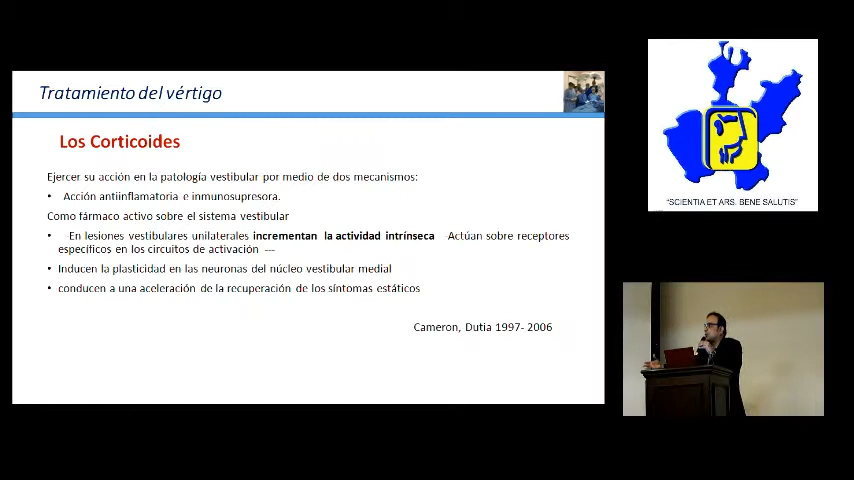 Tratamiento del vértigo
Los Corticoides
Ejercer su acción en la patología vestibular por medio de dos mecanismos:
• Acción antiinflamatoria e inmunosupresora.
Como fármaco activo sobre el sistema vestibular
• En lesiones vestibulares unilaterales incrementan la actividad intrínseca Actúan sobre receptores
específicos en los circuitos de activación ---
• Inducen la plasticidad en las neuronas del núcleo vestibular medial
• conducen a una aceleración de la recuperación de los síntomas estáticos
Cameron, Dutia 1997- 2006
"SCIENTIA ET ARS, BENE SALUTIS"